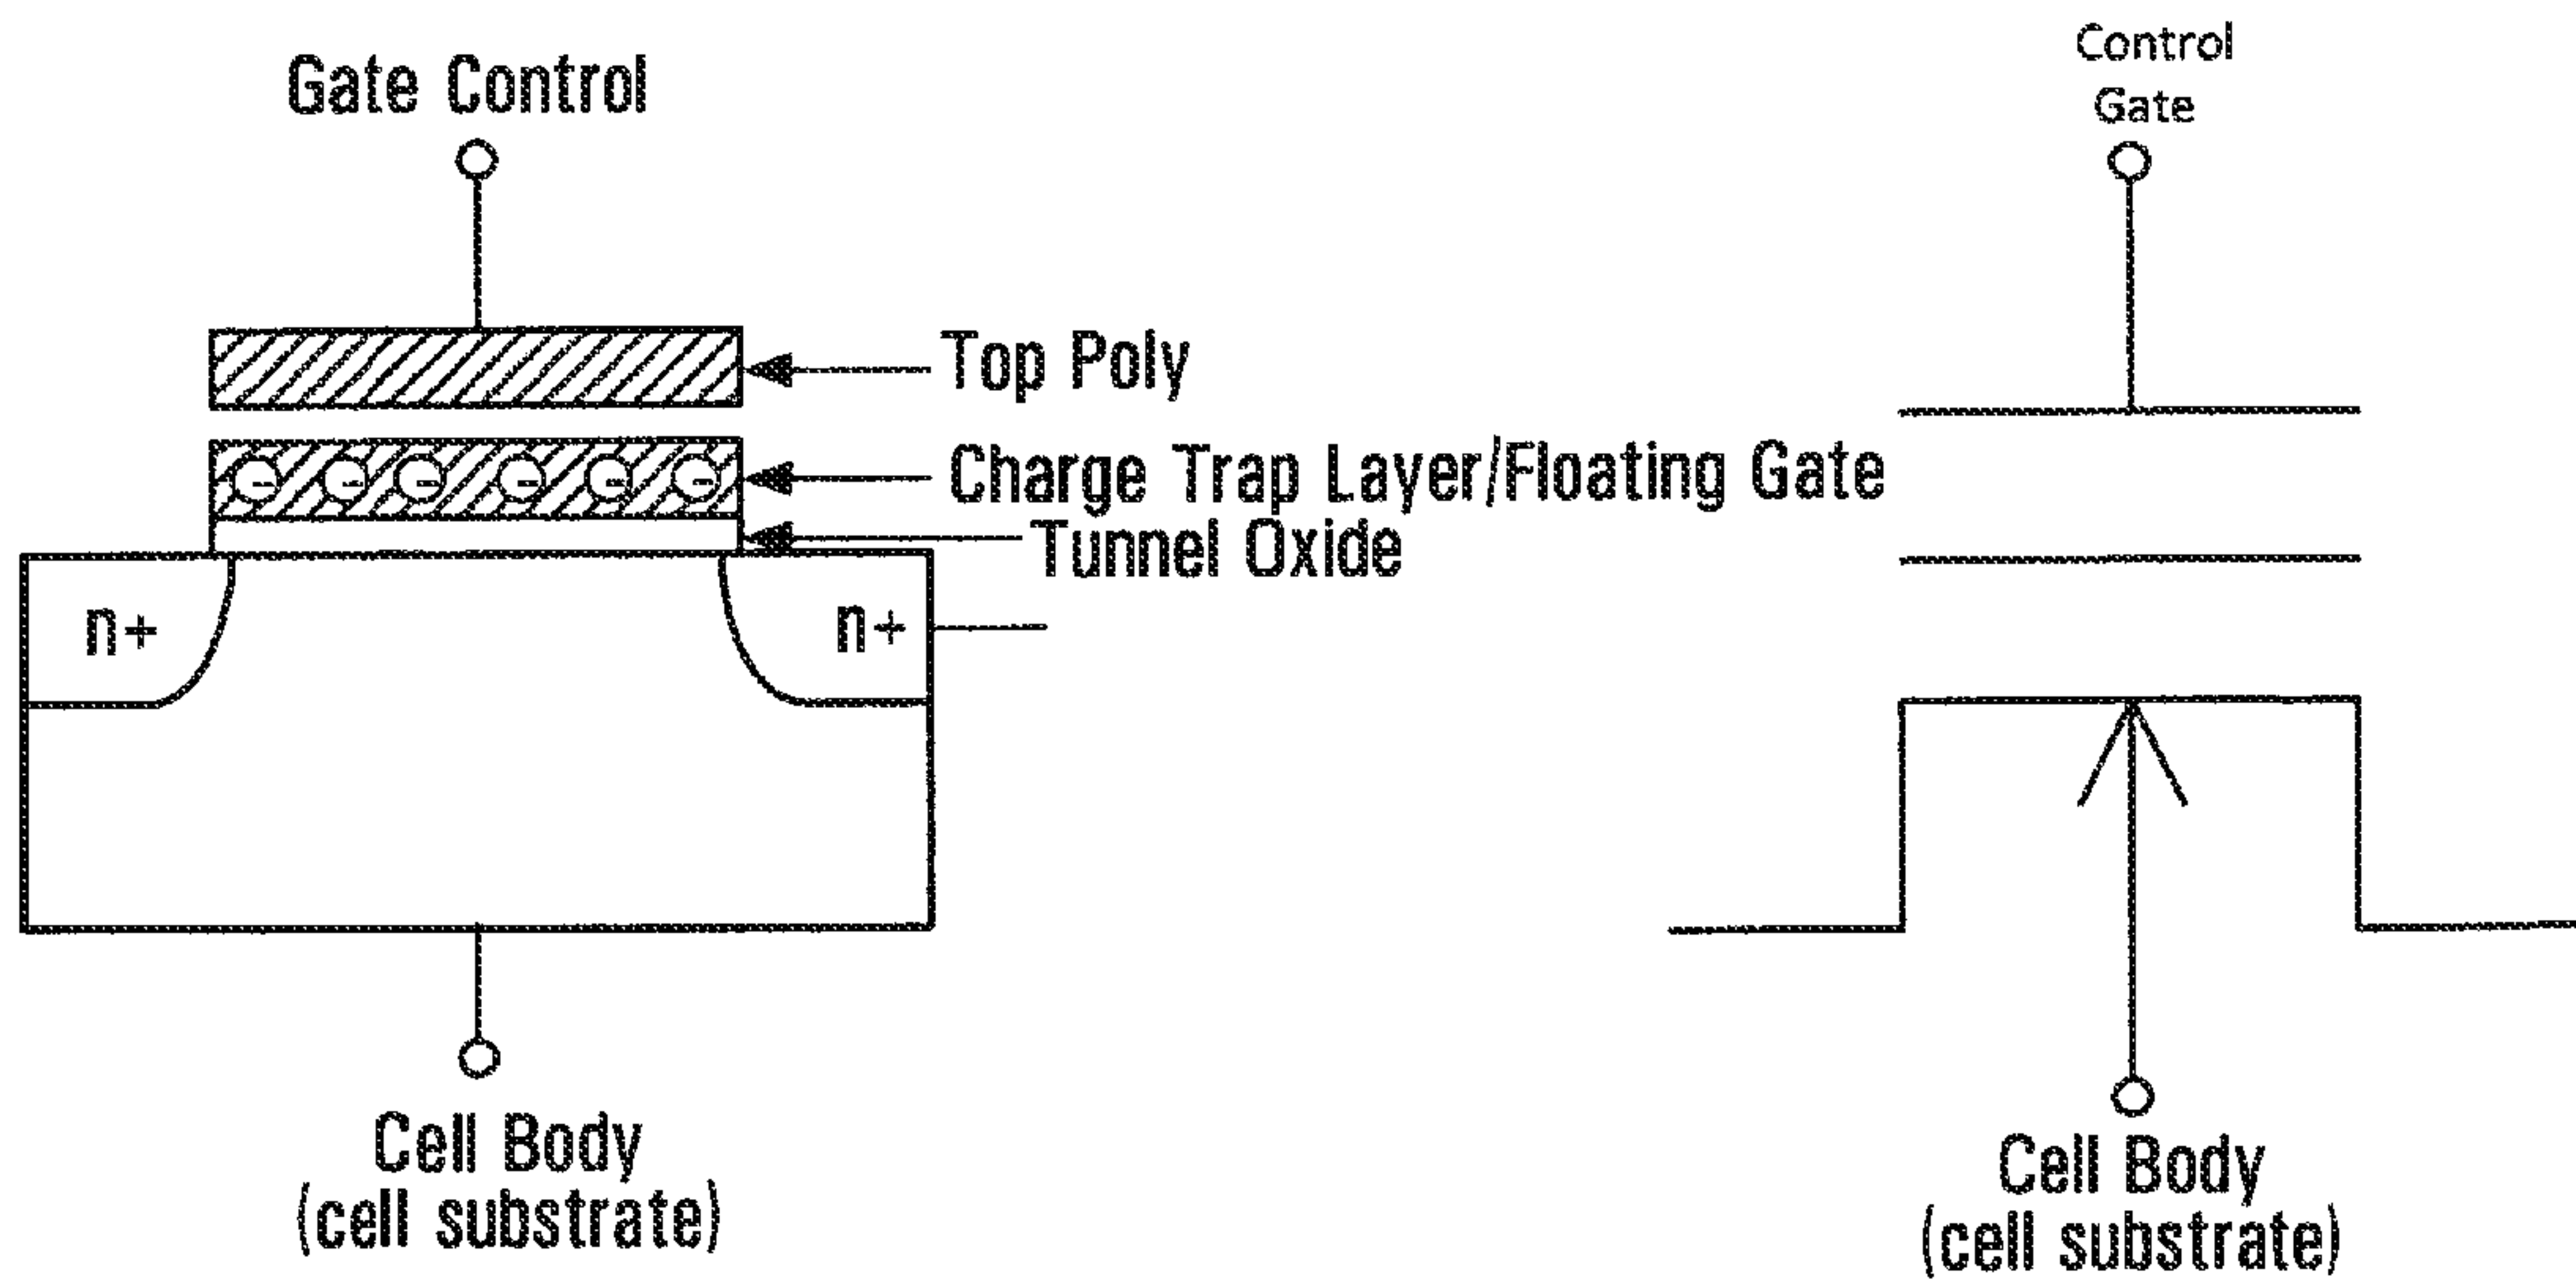 Gate Control
Top Poly
Charge Trap Layer/Floating Gate
Tunnel Oxide
n+
n+
Cell Body
(cell substrate)
Control
Gate
Cell Body
(cell substrate)